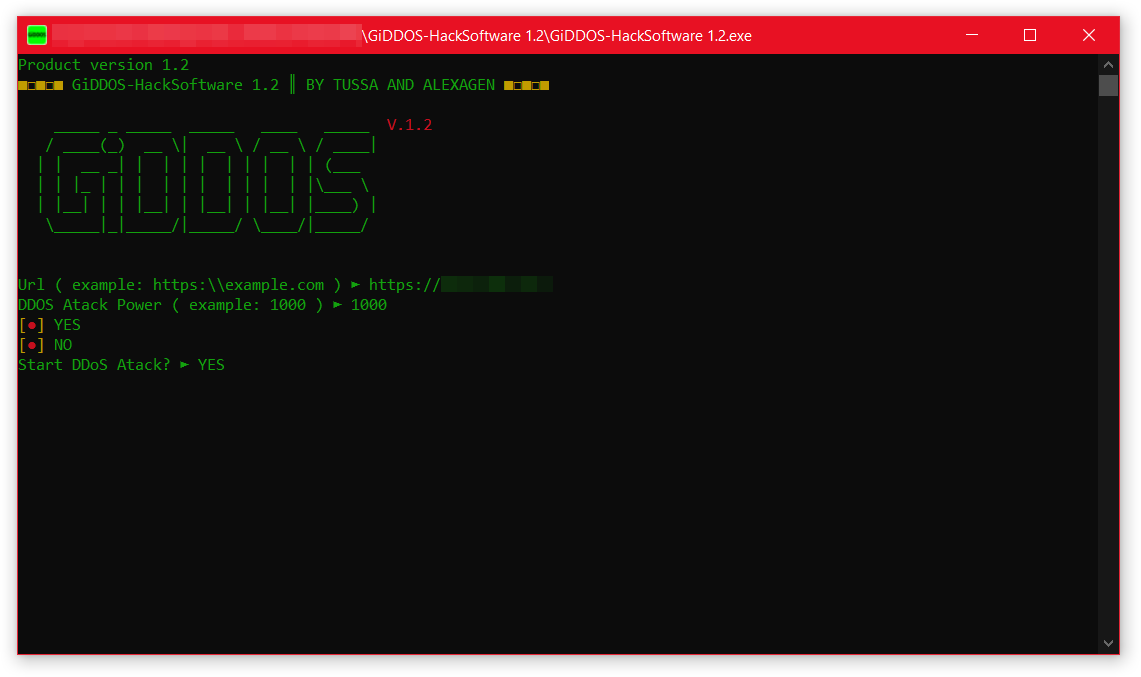 \GiDDOS-HackSoftware 1.2\GiDDOS-HackSoftware 1.2.exe
Product version 1.2
■□■□■ GiDDOS-HackSoftware 1.2 ║ BY TUSSA AND ALEXAGEN ■□■□■
GiDDOS V.1.2
Url ( example: https:\\example.com ) ► https://
DDOS Atack Power ( example: 1000 ) ► 1000
[●] YES
[●] NO
Start DDoS Atack? ► YES